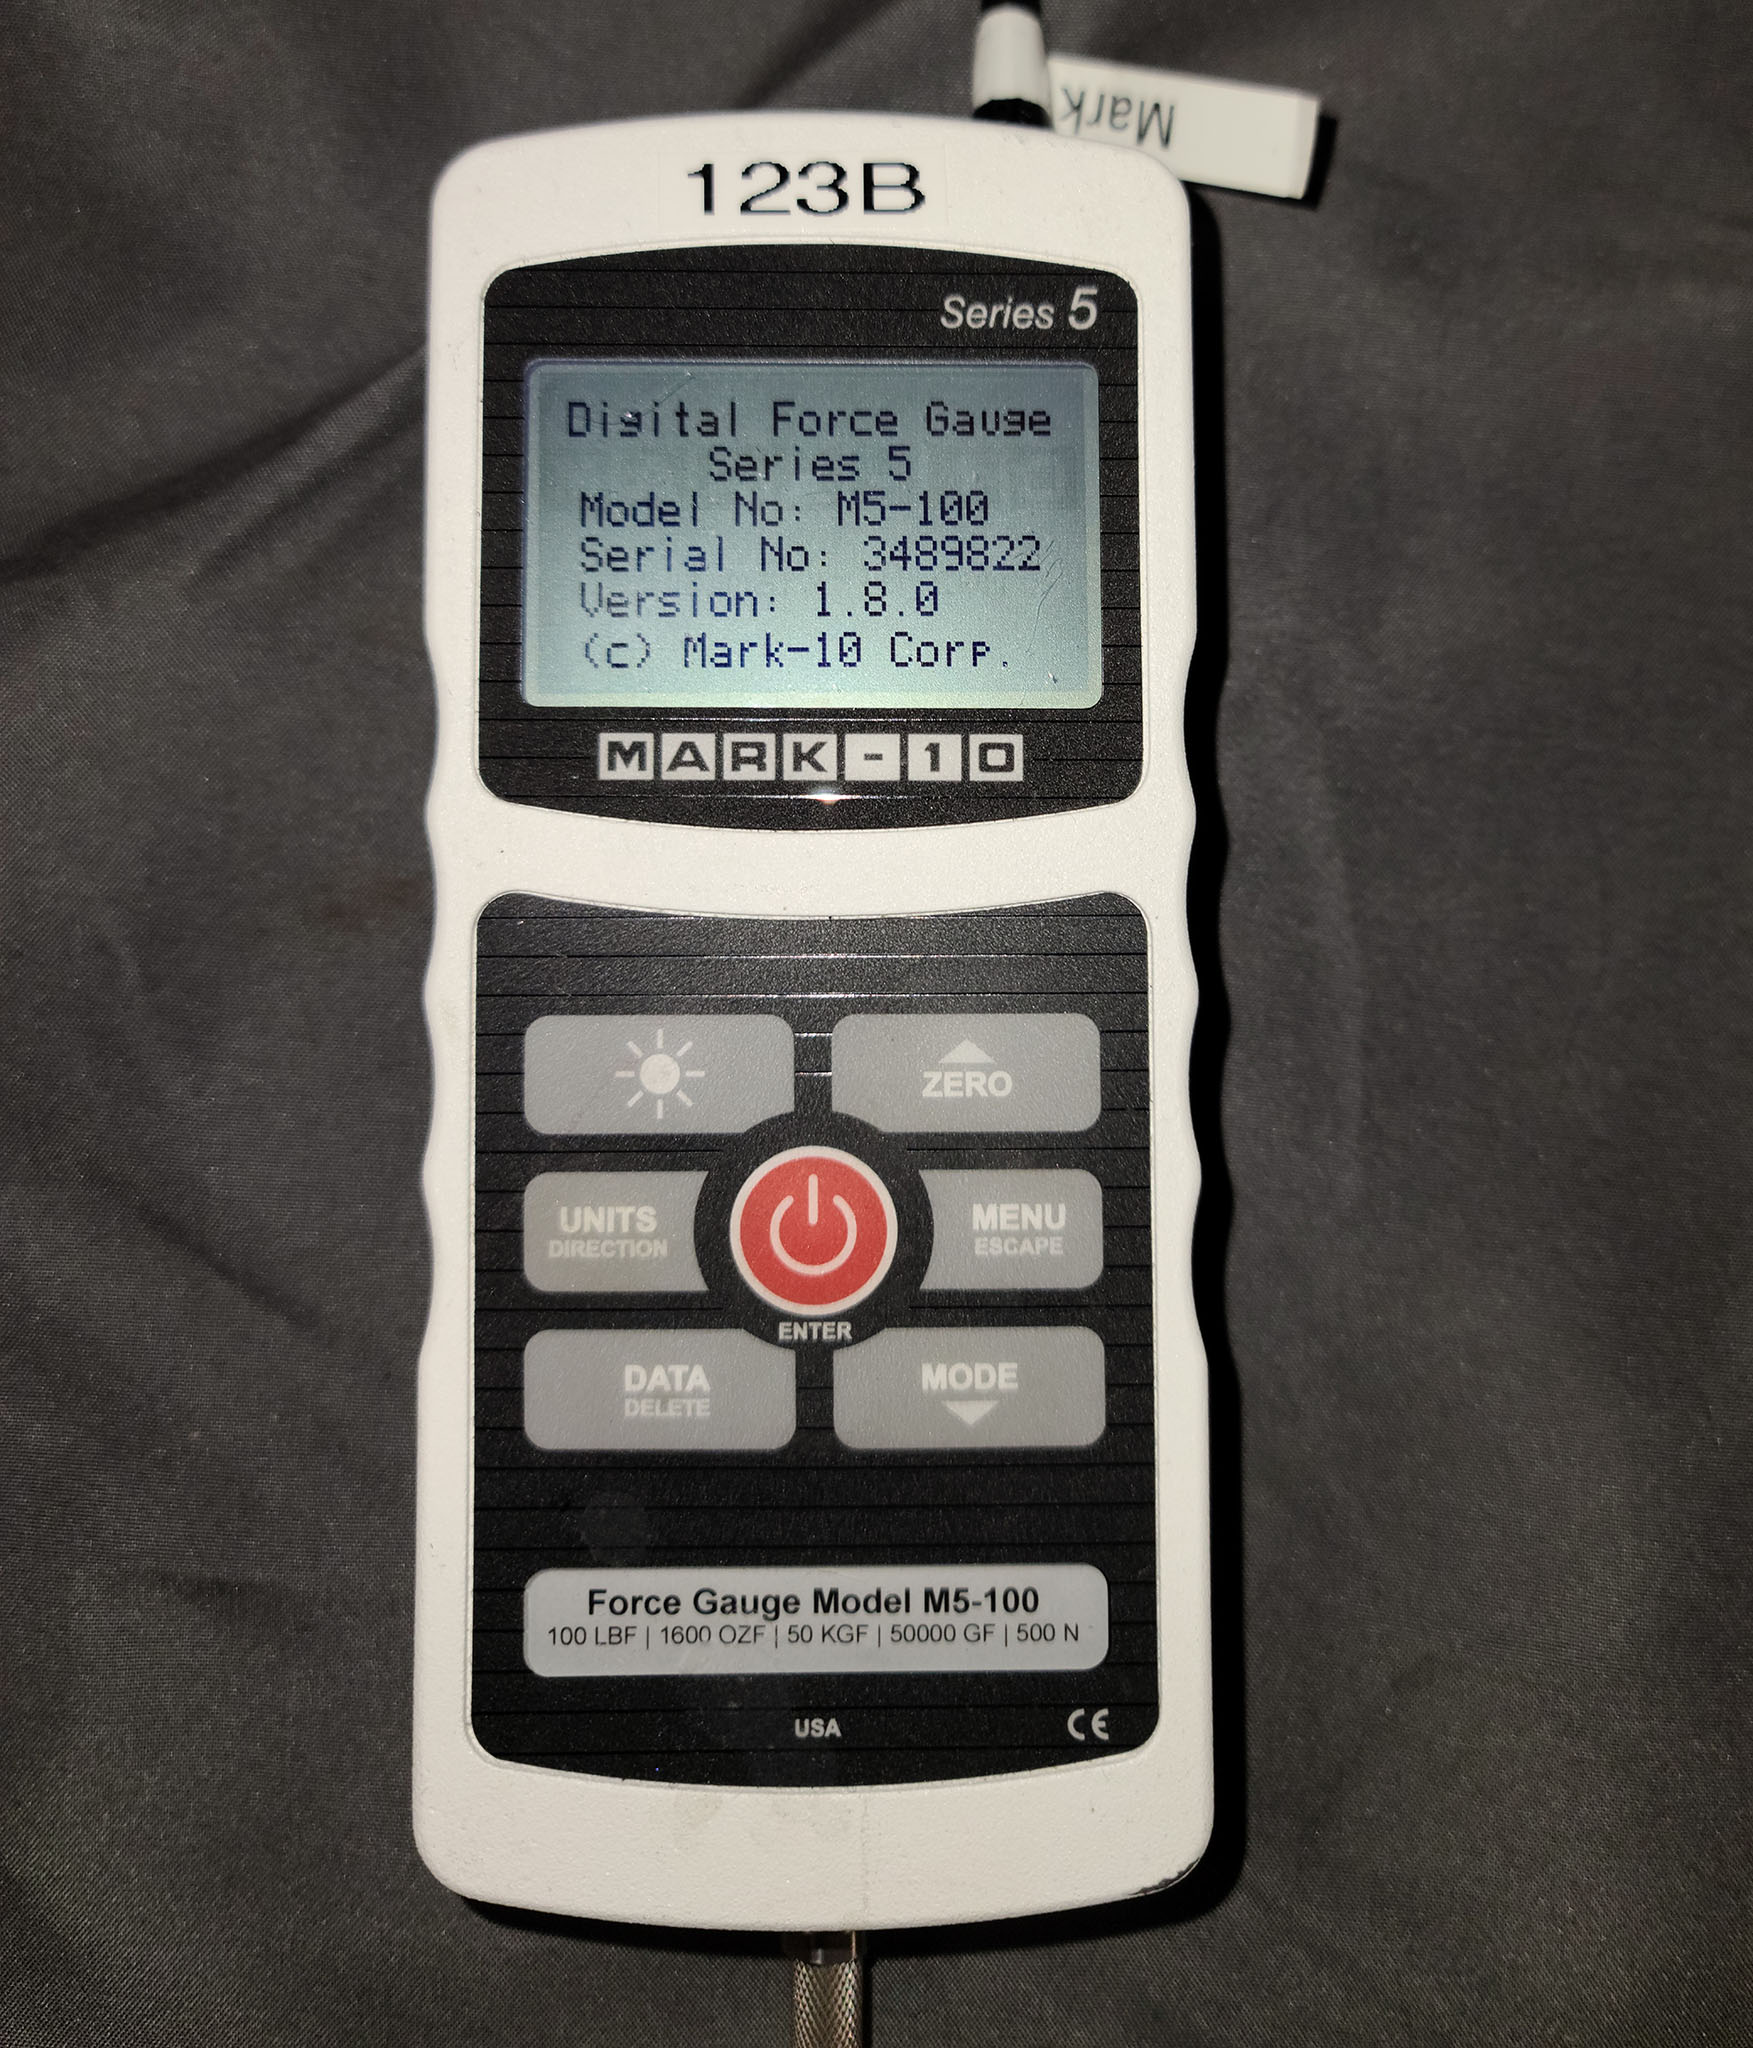 Mark
123B
Series 5
Digital Force Gauge
Series 5
Model No: M5-100
Serial No: 3489822
Version: 1.8.0
(c) Mark-10 Corp.
MARK-10
ZERO
UNITS
DIRECTION
MENU
ESCAPE
ENTER
DATA
DELETE
MODE
Force Gauge Model M5-100
100 LBF | 1600 OZF | 50 KGF | 50000 GF | 500 N
USA
CE